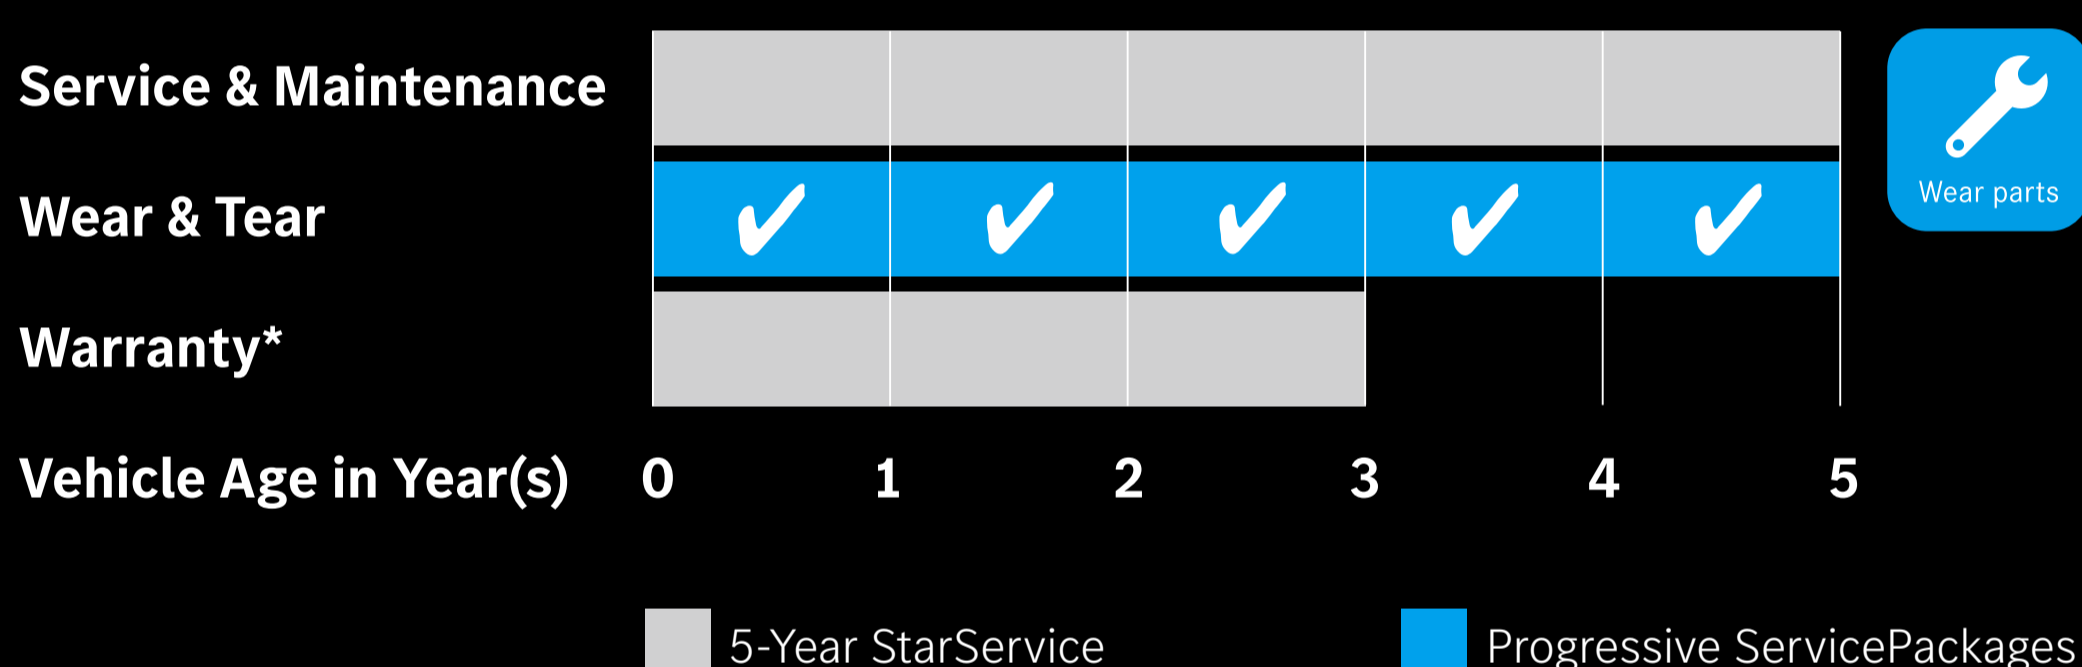 Service & Maintenance
Wear parts
Wear & Tear
Warranty*
Vehicle Age in Year(s) 0 1 2 3 4 5
5-Year StarService
Progressive ServicePackages